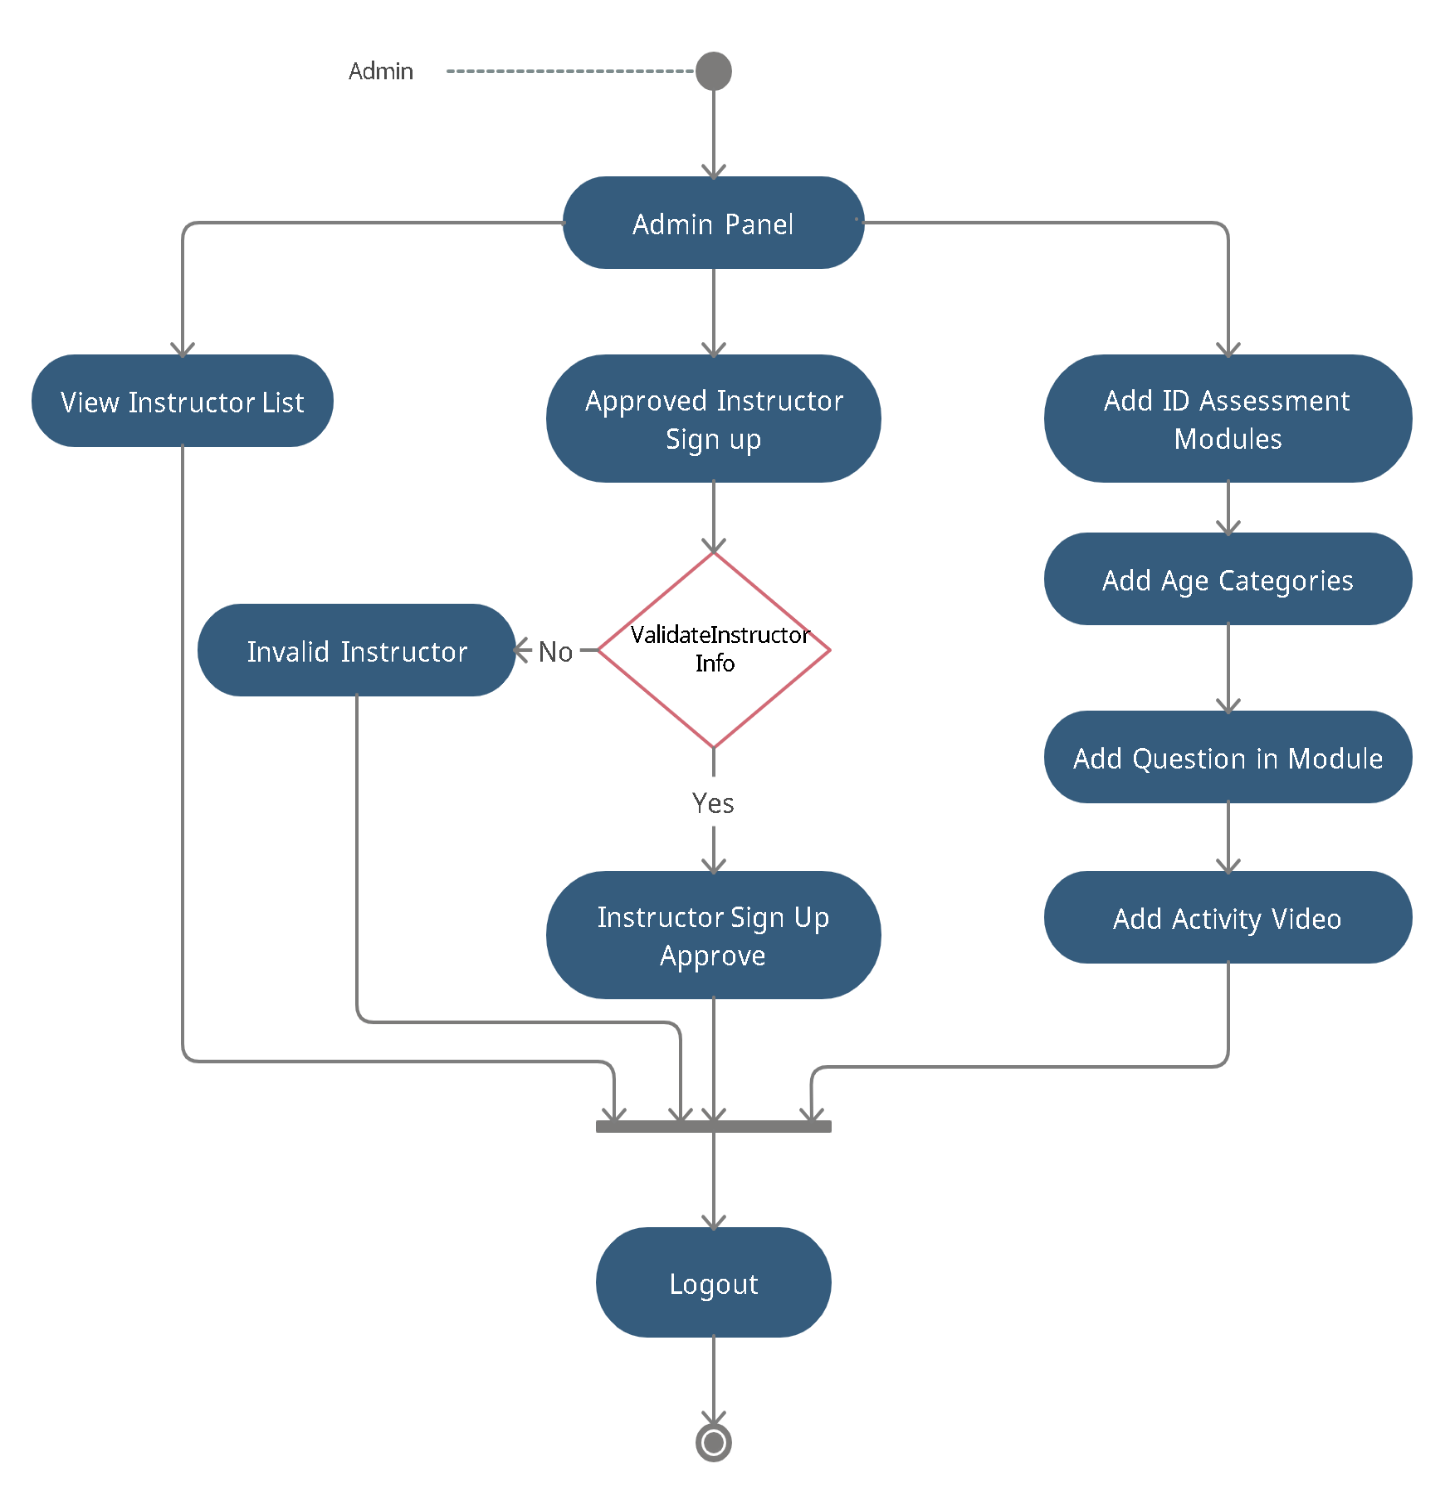 Admin
Admin Panel
View Instructor List
Approved Instructor
Sign up
Add ID Assessment
Modules
Add Age Categories
ValidateInstructor
Info
No
Invalid Instructor
Add Question in Module
Yes
Instructor Sign Up
Approve
Add Activity Video
Logout